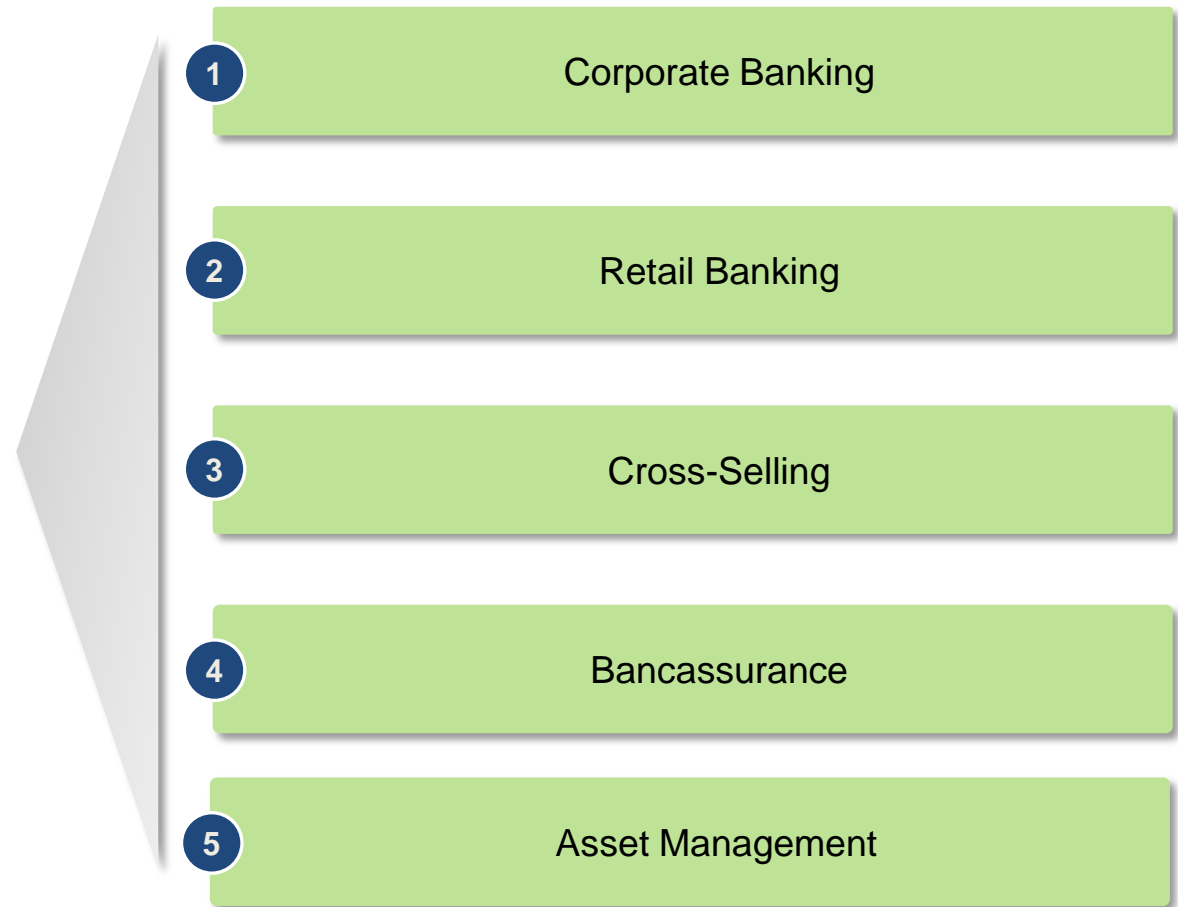 1 Corporate Banking
2 Retail Banking
3 Cross-Selling
4 Bancassurance
5 Asset Management